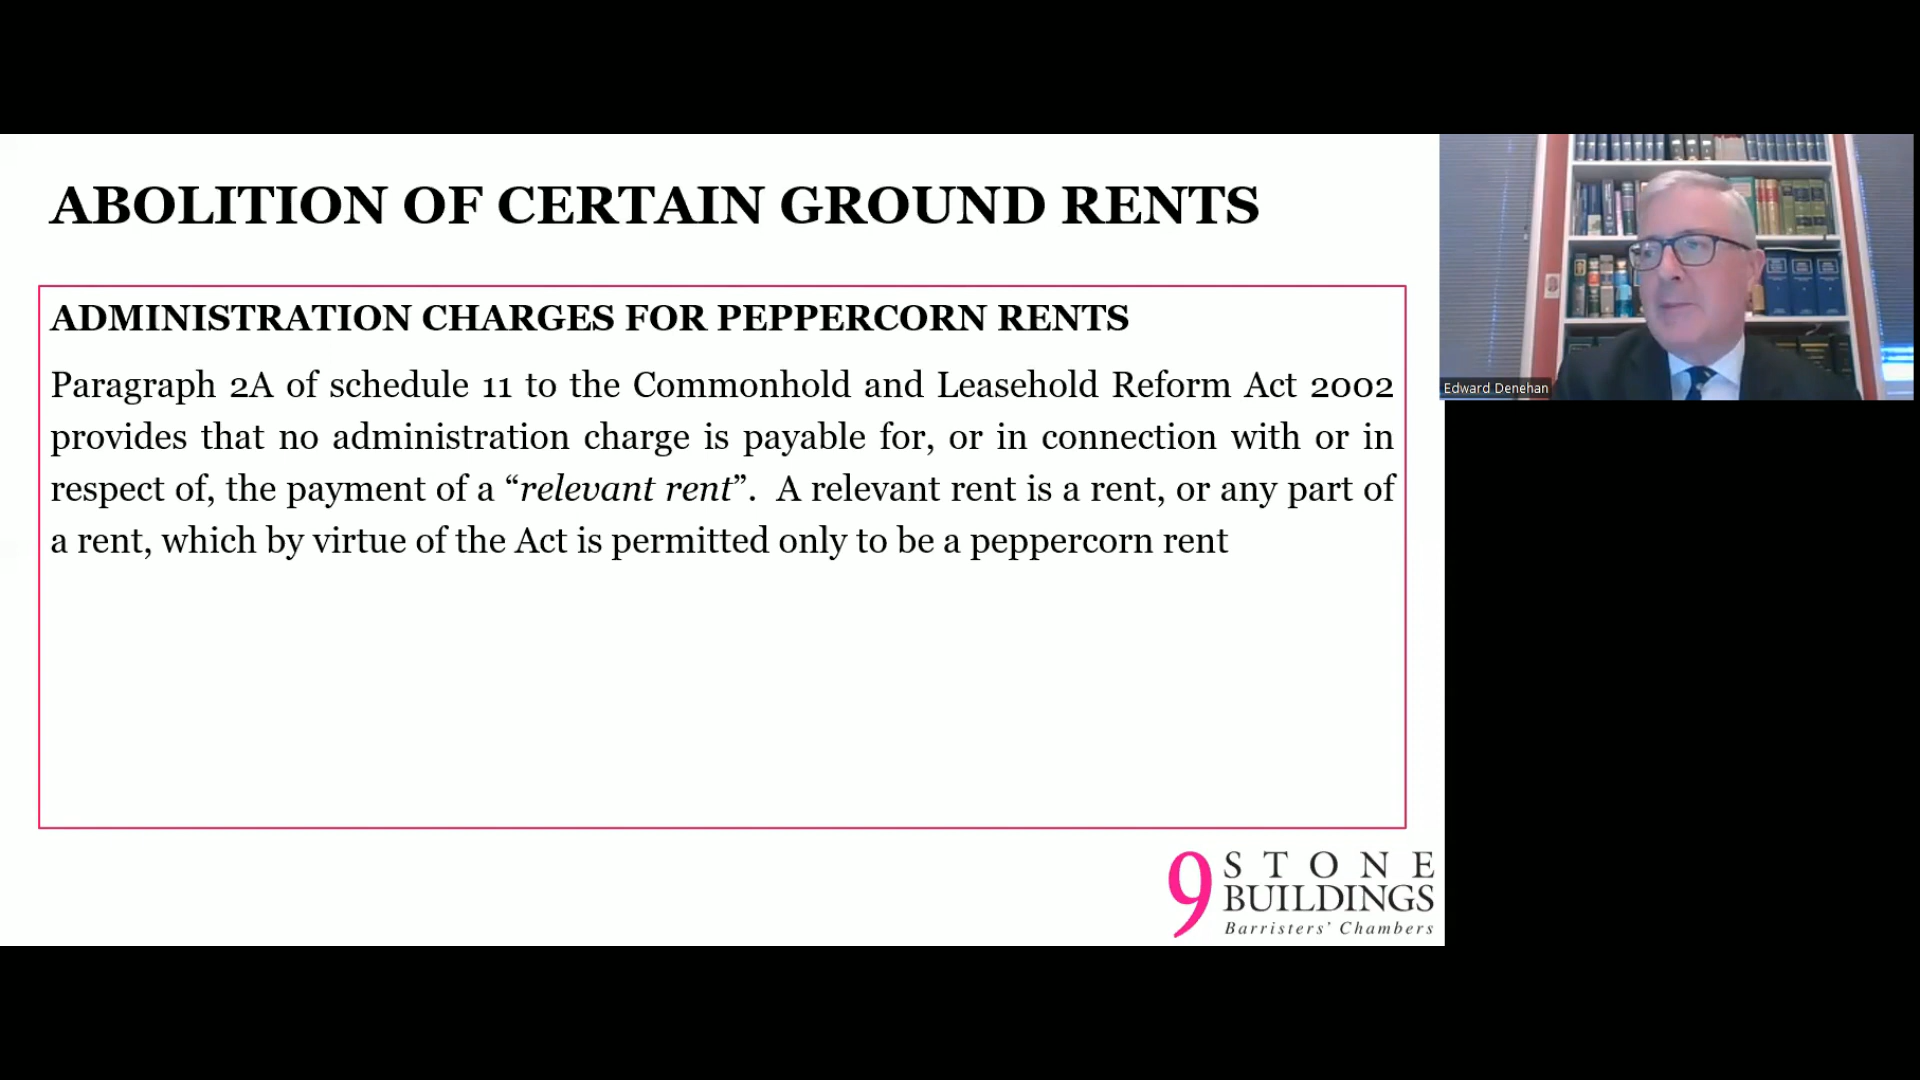 ABOLITION OF CERTAIN GROUND RENTS
ADMINISTRATION CHARGES FOR PEPPERCORN RENTS
Paragraph 2A of schedule 11 to the Commonhold and Leasehold Reform Act 2002
provides that no administration charge is payable for, or in connection with or in
respect of, the payment of a “relevant rent”. A relevant rent is a rent, or any part of
a rent, which by virtue of the Act is permitted only to be a peppercorn rent
Edward Denehan
9 STONE
BUILDINGS
Barristers’ Chambers